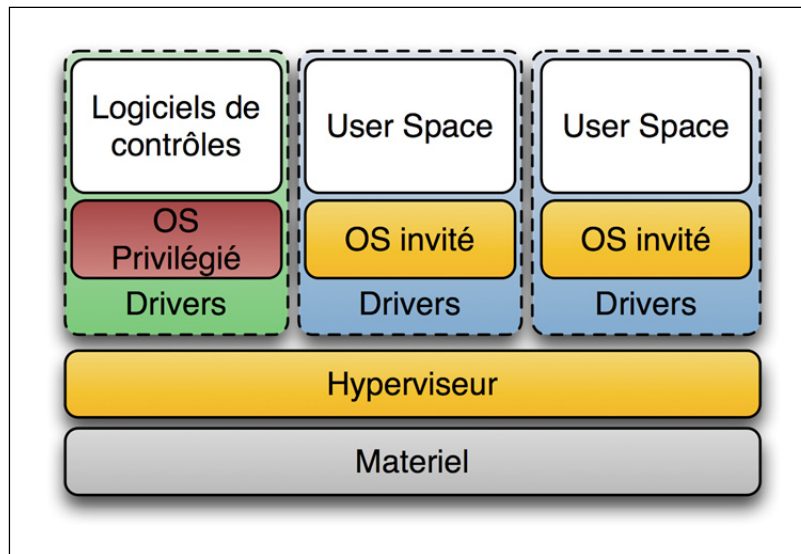 Logiciels de
contrôles
User Space
User Space
OS
Privilégié
OS invité
OS invité
Drivers
Drivers
Drivers
Hyperviseur
Materiel